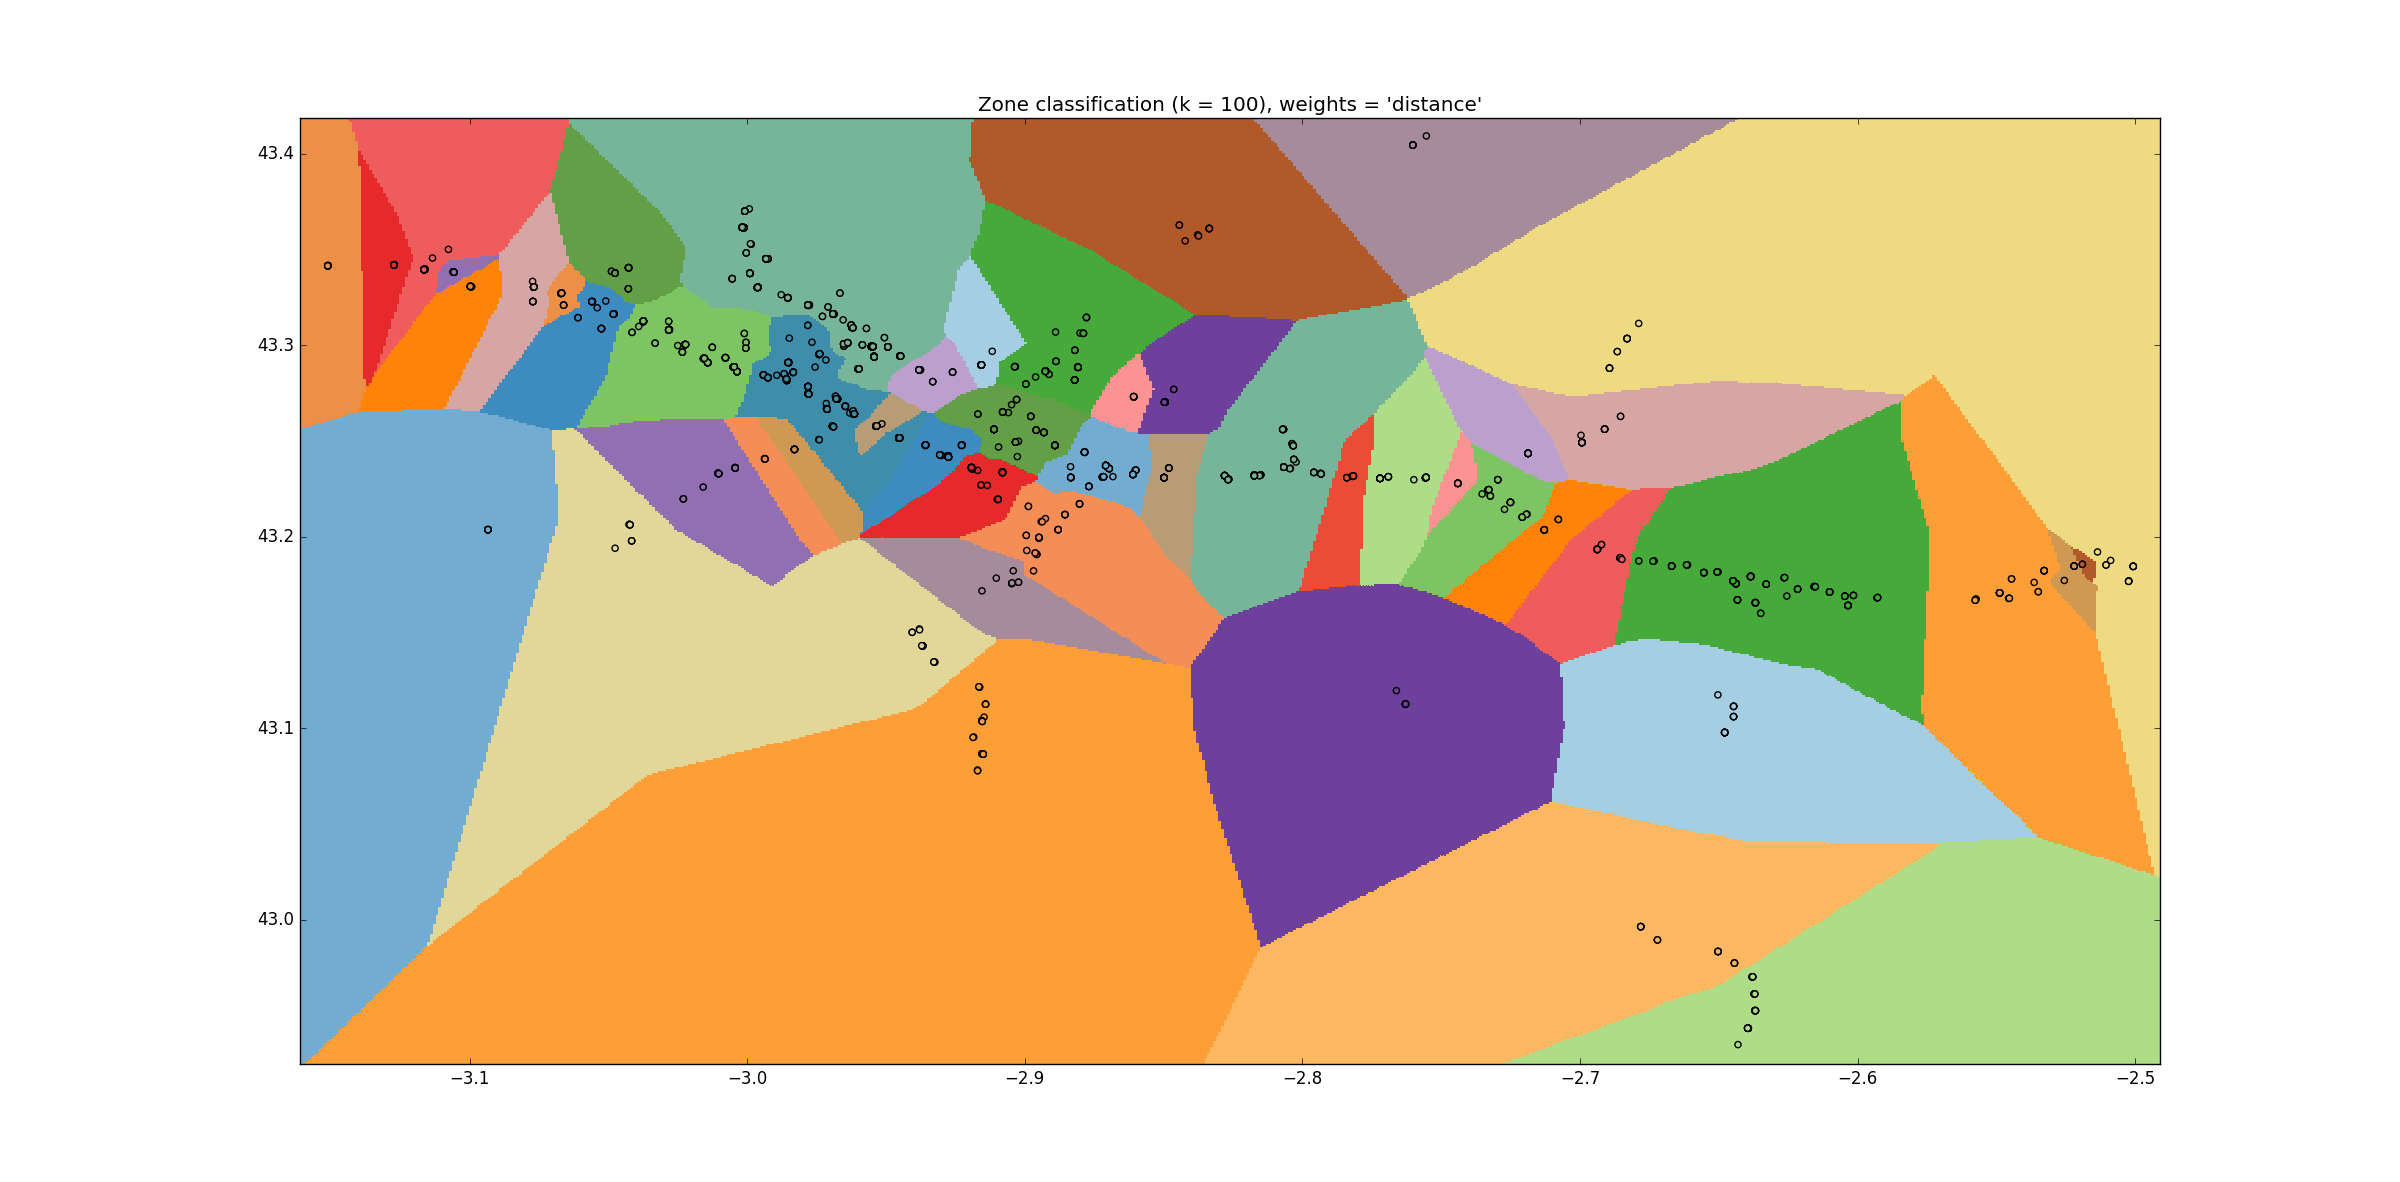 Zone classification (k = 100), weights = 'distance'
43.4
43.3
43.2
43.1
43.0
−3.1 −3.0 −2.9 −2.8 −2.7 −2.6 −2.5